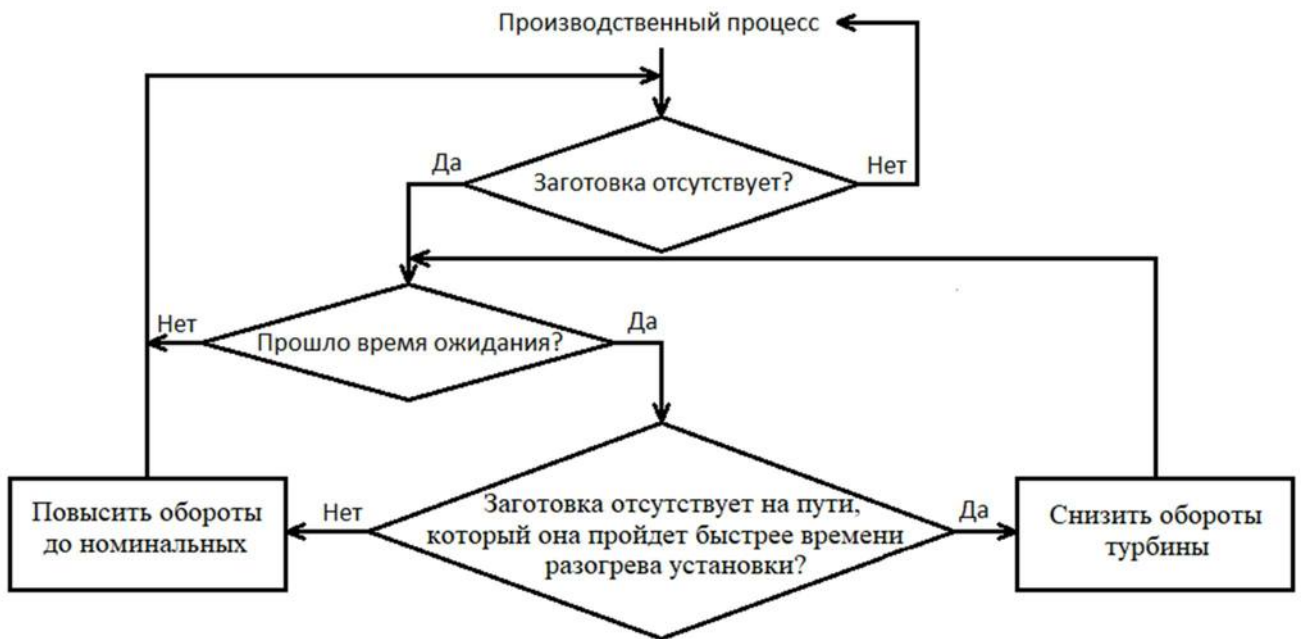 Производственный процесс
Да
Нет
Заготовка отсутствует?
Нет
Да
Прошло время ожидания?
Повысить обороты
до номинальных
Нет
Заготовка отсутствует на пути,
который она пройдет быстрее времени
разогрева установки?
Да
Снизить обороты
турбины